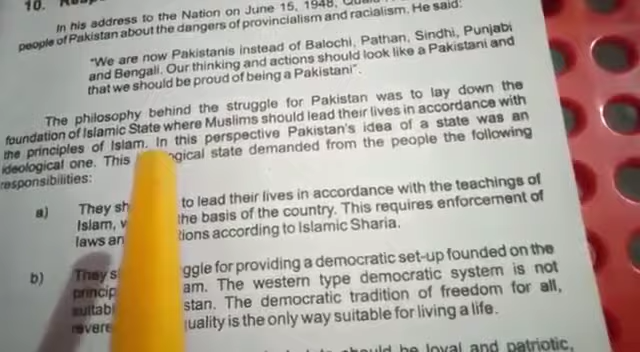 10.
In his address to the Nation on June 15, 1948,
people of Pakistan about the dangers of provincialism and racialism. He said:
"We are now Pakistanis instead of Balochi, Pathan, Sindhi, Punjabi
and Bengali. Our thinking and actions should look like a Pakistani and
that we should be proud of being a Pakistani".
The philosophy behind the struggle for Pakistan was to lay down the
foundation of Islamic State where Muslims should lead their lives in accordance with
the principles of Islam. In this perspective Pakistan's idea of a state was an
ideological one. This ogical state demanded from the people the following
responsibilities:
a) They sh to lead their lives in accordance with the teachings of
Islam, the basis of the country. This requires enforcement of
laws an tions according to Islamic Sharia.
b) They s ggle for providing a democratic set-up founded on the
princip am. The western type democratic system is not
suitabl stan. The democratic tradition of freedom for all,
revere uality is the only way suitable for living a life.
should be loyal and patriotic,